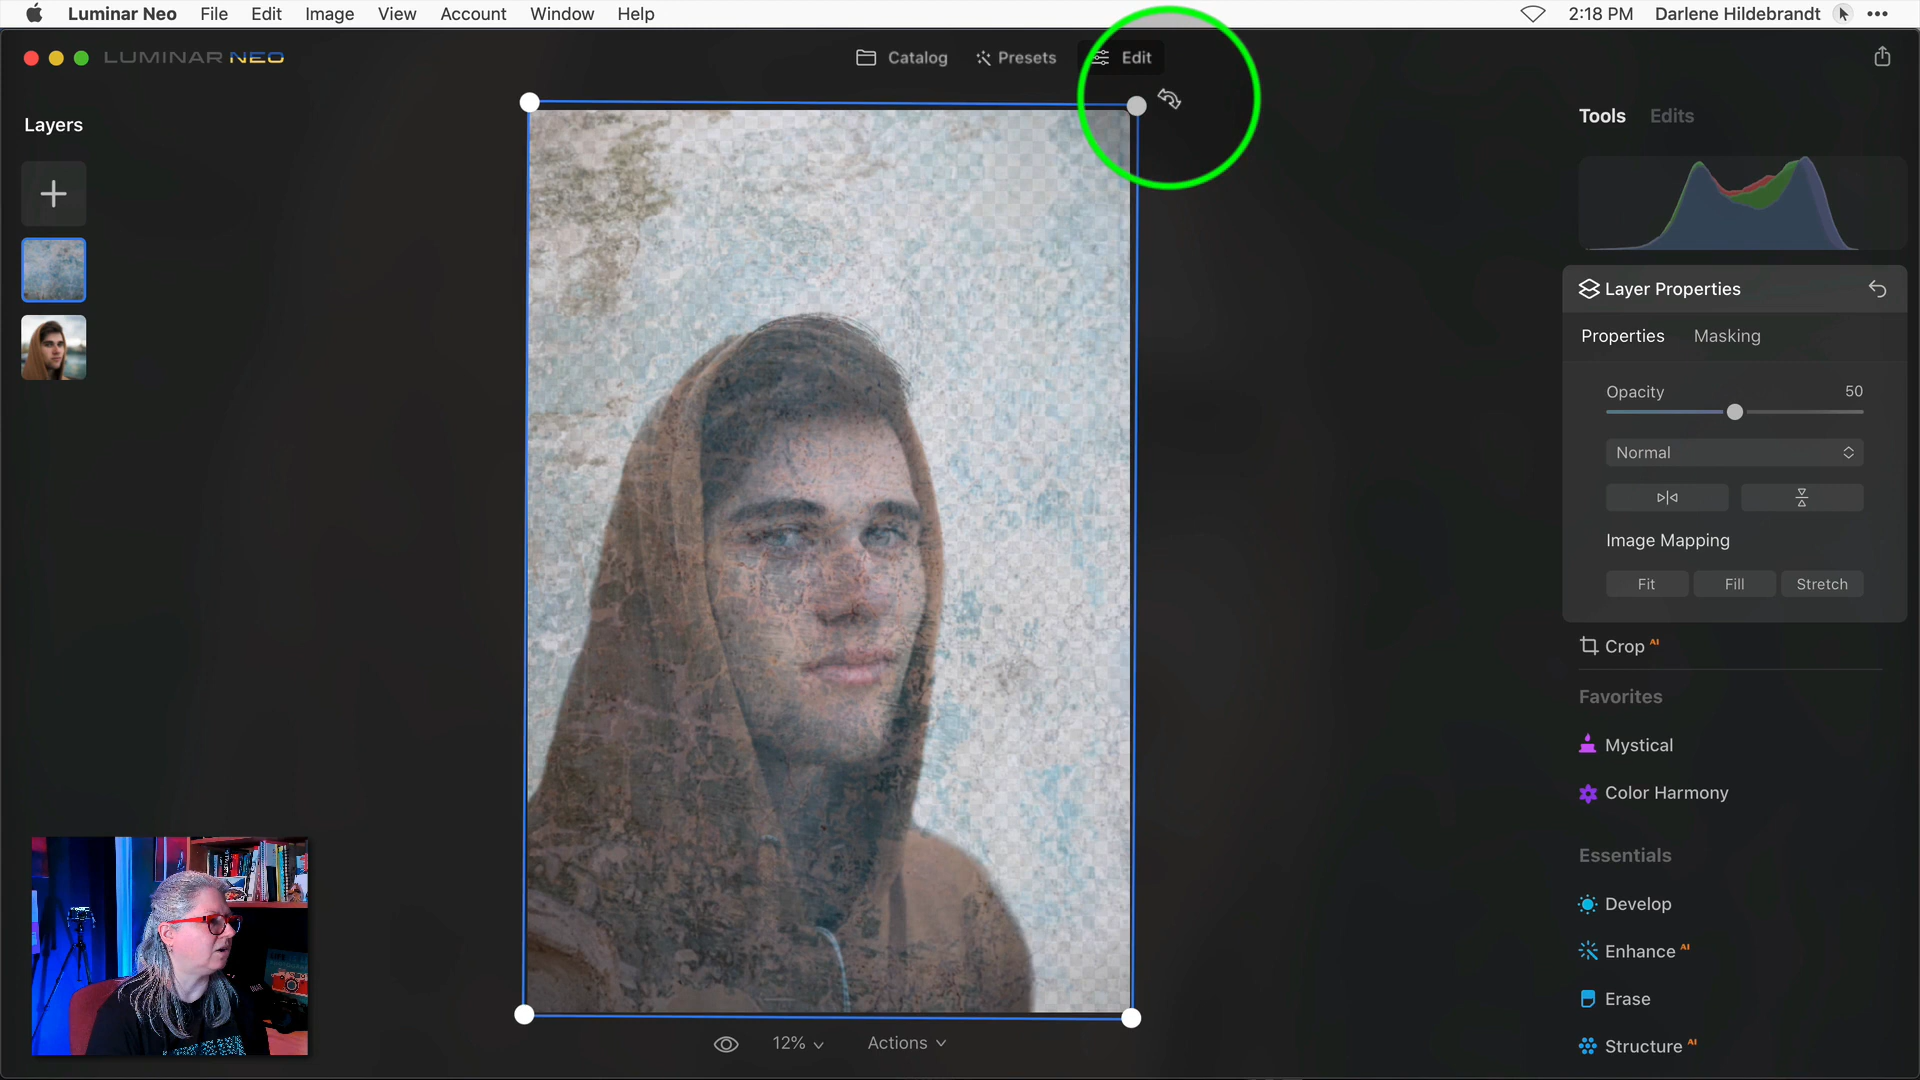 Luminar Neo File Edit Image View Account Window Help 2:18 PM Darlene Hildebrandt
LUMINAR NEO Catalog Presets Edit
Layers
Tools Edits
Layer Properties
Properties Masking
Opacity 50
Normal
Image Mapping
Fit Fill Stretch
Crop AI
Favorites
Mystical
Color Harmony
Essentials
Develop
Enhance AI
Erase
Structure AI
12% Actions